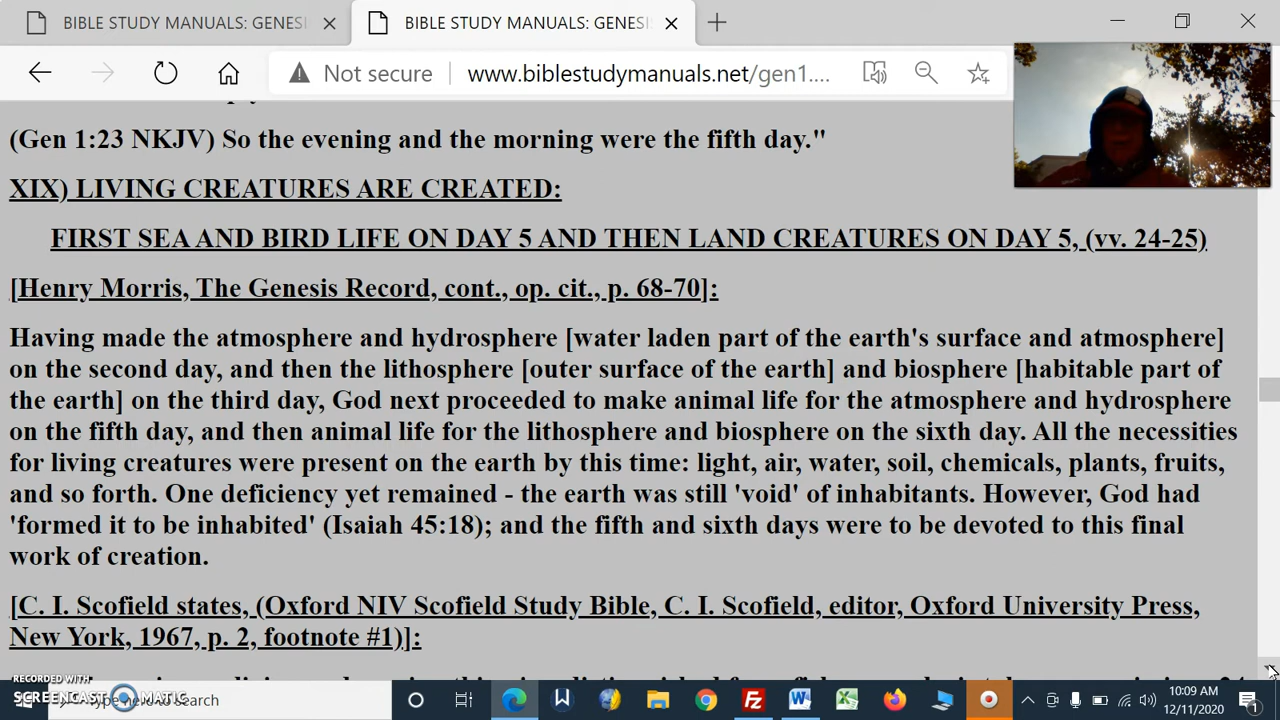 BIBLE STUDY MANUALS: GENESI
BIBLE STUDY MANUALS: GENESI
Not secure
www.biblestudymanuals.net/gen1....
(Gen 1:23 NKJV) So the evening and the morning were the fifth day."
XIX) LIVING CREATURES ARE CREATED:
FIRST SEA AND BIRD LIFE ON DAY 5 AND THEN LAND CREATURES ON DAY 5, (vv. 24-25)
[Henry Morris, The Genesis Record, cont., op. cit., p. 68-70]:
Having made the atmosphere and hydrosphere [water laden part of the earth's surface and atmosphere]
on the second day, and then the lithosphere [outer surface of the earth] and biosphere [habitable part of
the earth] on the third day, God next proceeded to make animal life for the atmosphere and hydrosphere
on the fifth day, and then animal life for the lithosphere and biosphere on the sixth day. All the necessities
for living creatures were present on the earth by this time: light, air, water, soil, chemicals, plants, fruits,
and so forth. One deficiency yet remained - the earth was still 'void' of inhabitants. However, God had
'formed it to be inhabited' (Isaiah 45:18); and the fifth and sixth days were to be devoted to this final
work of creation.
[C. I. Scofield states, (Oxford NIV Scofield Study Bible, C. I. Scofield, editor, Oxford University Press,
New York, 1967, p. 2, footnote #1)]:
RECORDED WITH
SCREENCAST MATIC
Type here to search
10:09 AM
12/11/2020
1